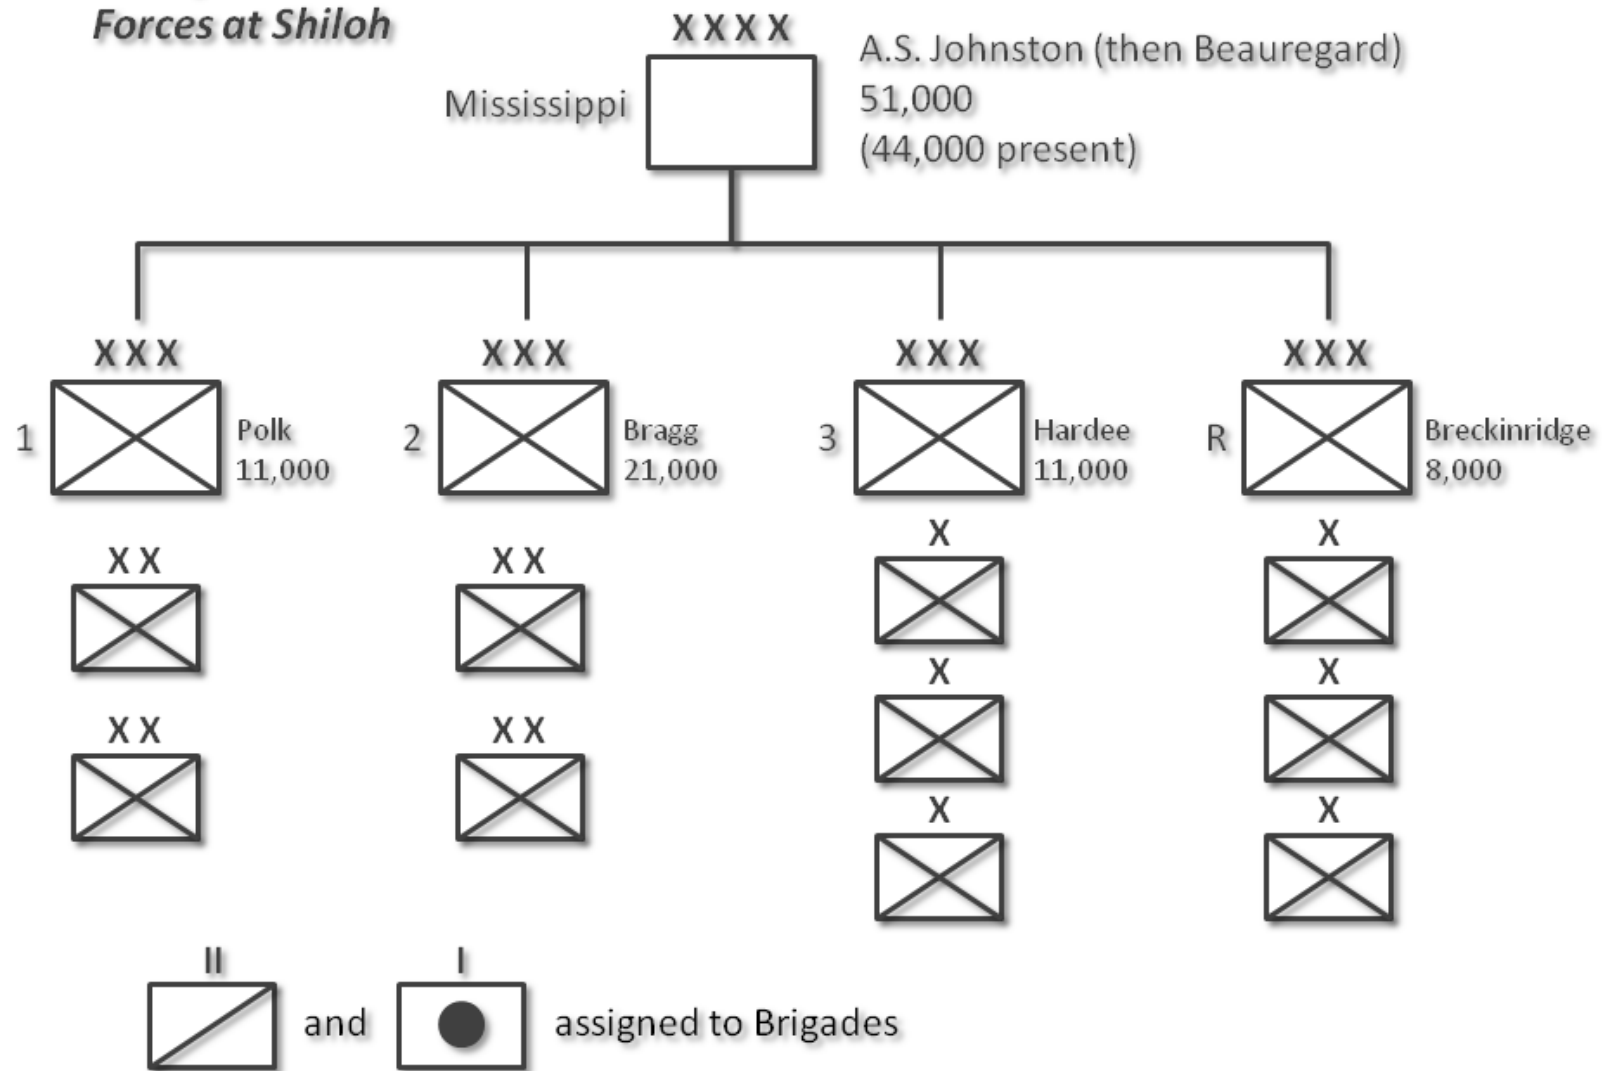 Forces at Shiloh
XXXX
Mississippi
A.S. Johnston (then Beauregard)
51,000
(44,000 present)
XXX
XXX
XXX
XXX
1
Polk
11,000
2
Bragg
21,000
3
Hardee
11,000
R
Breckinridge
8,000
XX
XX
X
X
X
X
XX
XX
X
X
II
and
I
assigned to Brigades